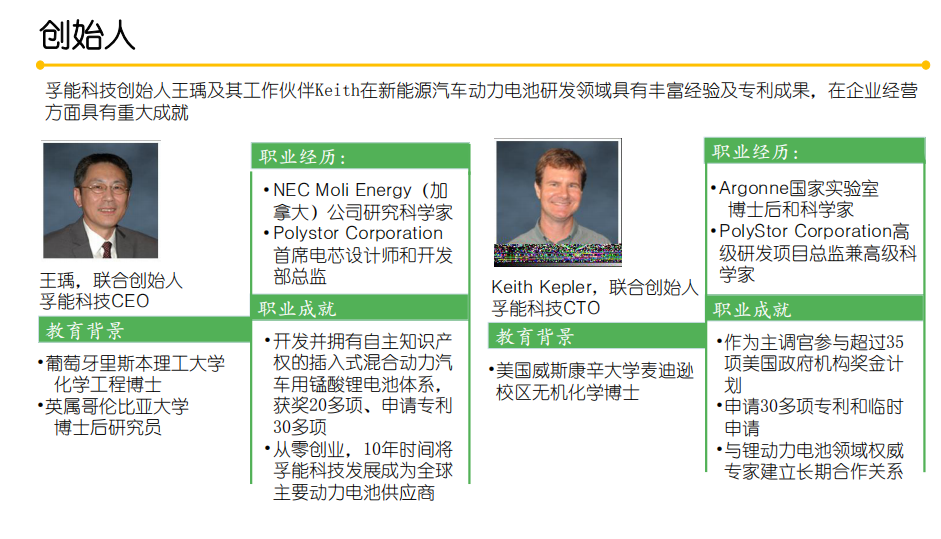 创始人
孚能科技创始人王瑀及其工作伙伴Keith在新能源汽车动力电池研发领域具有丰富经验及专利成果，在企业经营
方面具有重大成就
王瑀，联合创始人
孚能科技CEO
教育背景
•葡萄牙里斯本理工大学
化学工程博士
•英属哥伦比亚大学
博士后研究员
职业经历：
•NEC Moli Energy（加
拿大）公司研究科学家
•Polystor Corporation
首席电芯设计师和开发
部总监
职业成就
•开发并拥有自主知识产
权的插入式混合动力汽
车用锰酸锂电池体系，
获奖20多项、申请专利
30多项
•从零创业，10年时间将
孚能科技发展成为全球
主要动力电池供应商
Keith Kepler，联合创始人
孚能科技CTO
教育背景
•美国威斯康辛大学麦迪逊
校区无机化学博士
职业经历：
•Argonne国家实验室
博士后和科学家
•PolyStor Corporation高
级研发项目总监兼高级科
学家
职业成就
•作为主调官参与超过35
项美国政府机构奖金计
划
•申请30多项专利和临时
申请
•与锂动力电池领域权威
专家建立长期合作关系